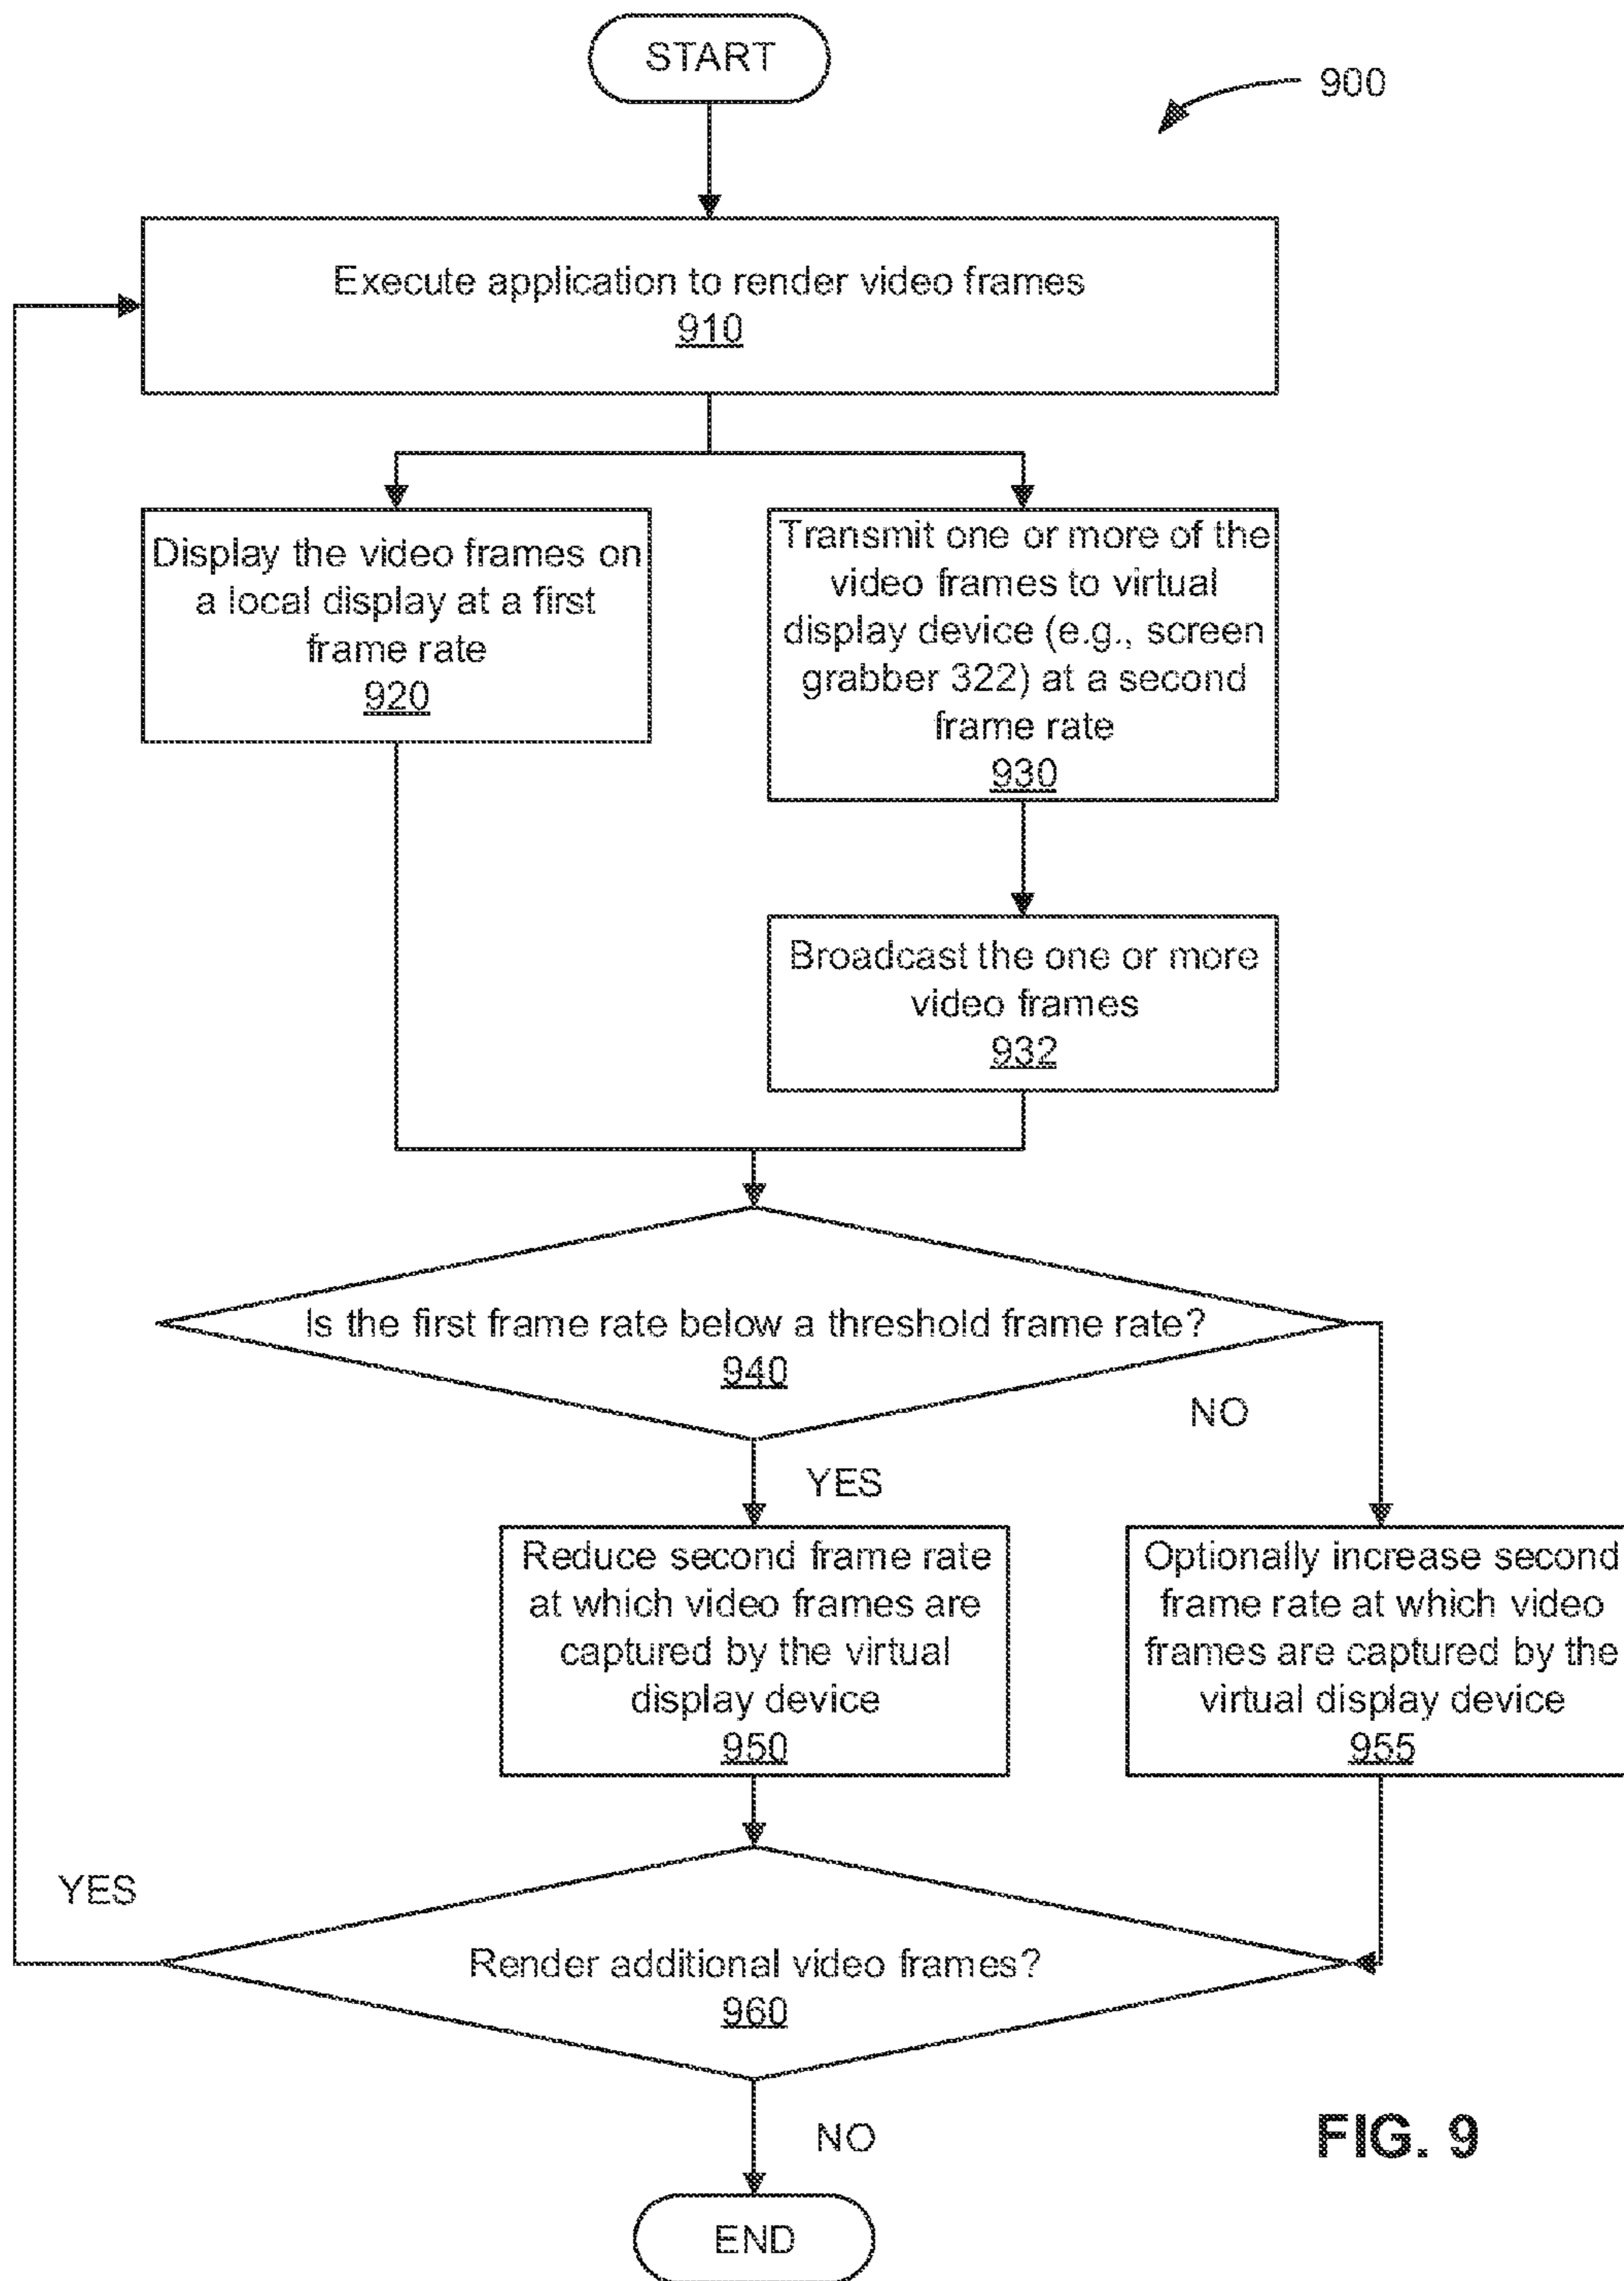 START
900
Execute application to render video frames
910
Display the video frames on
a local display at a first
frame rate
920
Transmit one or more of the
video frames to virtual
display device (e.g., screen
grabber 322) at a second
frame rate
930
Broadcast the one or more
video frames
932
Is the first frame rate below a threshold frame rate?
940
NO
YES
Reduce second frame rate
at which video frames are
captured by the virtual
display device
950
Optionally increase second
frame rate at which video
frames are captured by the
virtual display device
955
YES
Render additional video frames?
960
NO
FIG. 9
END